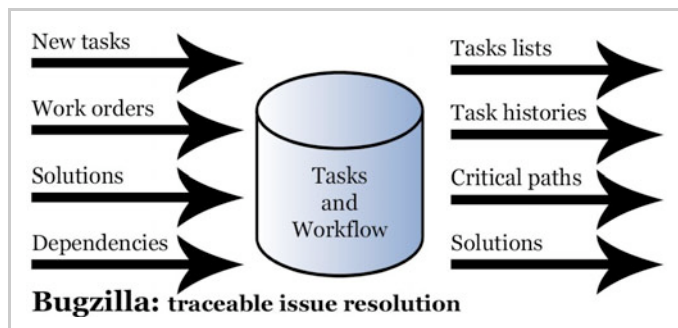 New tasks
Work orders
Solutions
Dependencies
Tasks
and
Workflow
Tasks lists
Task histories
Critical paths
Solutions
Bugzilla: traceable issue resolution